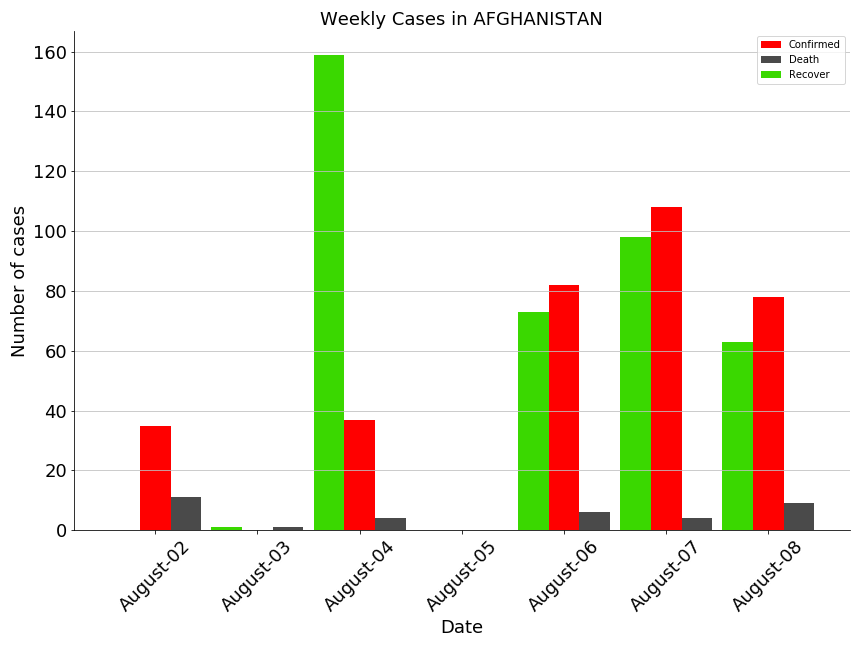 Weekly Cases in AFGHANISTAN
Confirmed
Death
Recover
Number of cases
160
140
120
100
80
60
40
20
0
August-02
August-03
August-04
August-05
August-06
August-07
August-08
Date